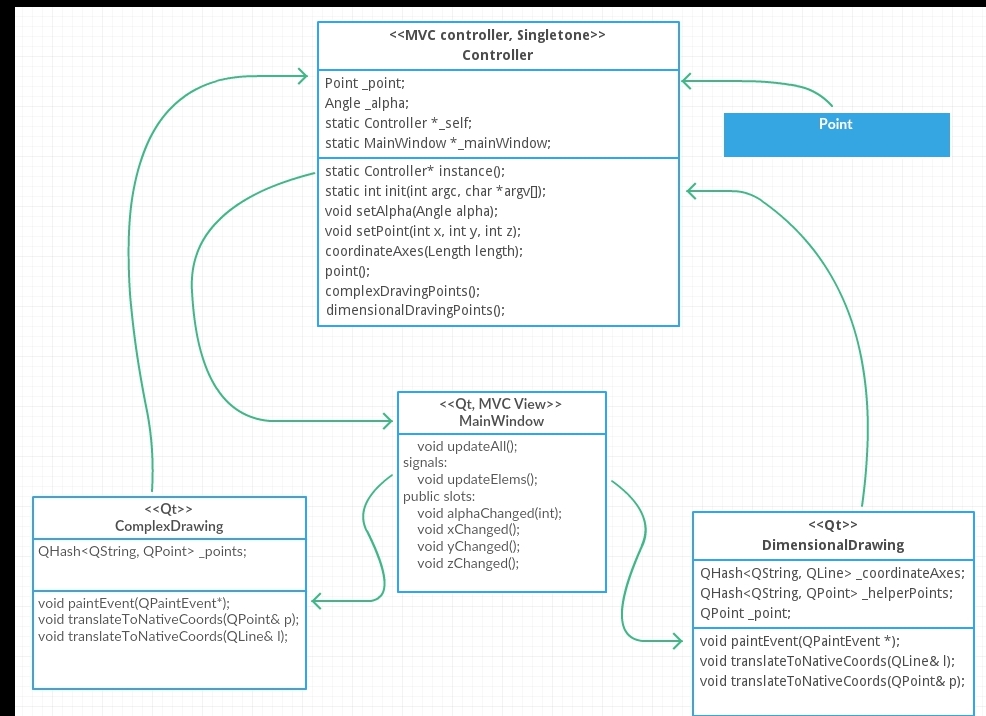 <<MVC controller, Singletone>>
Controller
Point _point;
Angle _alpha;
static Controller *_self;
static MainWindow *_mainWindow;
static Controller* instance();
static int init(int argc, char *argv[]);
void setAlpha(Angle alpha);
void setPoint(int x, int y, int z);
coordinateAxes(Length length);
point();
complexDravingPoints();
dimensionalDravingPoints();
Point
<<Qt, MVC View>>
MainWindow
void updateAll();
signals:
void updateElems();
public slots:
void alphaChanged(int);
void xChanged();
void yChanged();
void zChanged();
<<Qt>>
ComplexDrawing
QHash<QString, QPoint> _points;
void paintEvent(QPaintEvent*);
void translateToNativeCoords(QPoint& p);
void translateToNativeCoords(QLine& l);
<<Qt>>
DimensionalDrawing
QHash<QString, QLine> _coordinateAxes;
QHash<QString, QPoint> _helperPoints;
QPoint _point;
void paintEvent(QPaintEvent *);
void translateToNativeCoords(QLine& l);
void translateToNativeCoords(QPoint& p);